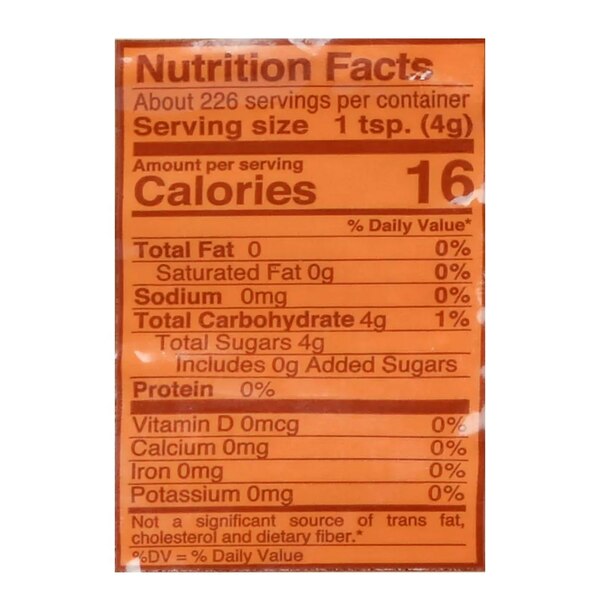 Nutrition Facts
About 226 servings per container
Serving size 1 tsp. (4g)
Amount per serving
Calories 16
% Daily Value*
Total Fat 0 0%
Saturated Fat 0g 0%
Sodium 0mg 0%
Total Carbohydrate 4g 1%
Total Sugars 4g
Includes 0g Added Sugars
Protein 0%
Vitamin D 0mcg 0%
Calcium 0mg 0%
Iron 0mg 0%
Potassium 0mg 0%
Not a significant source of trans fat,
cholesterol and dietary fiber.*
%DV = % Daily Value